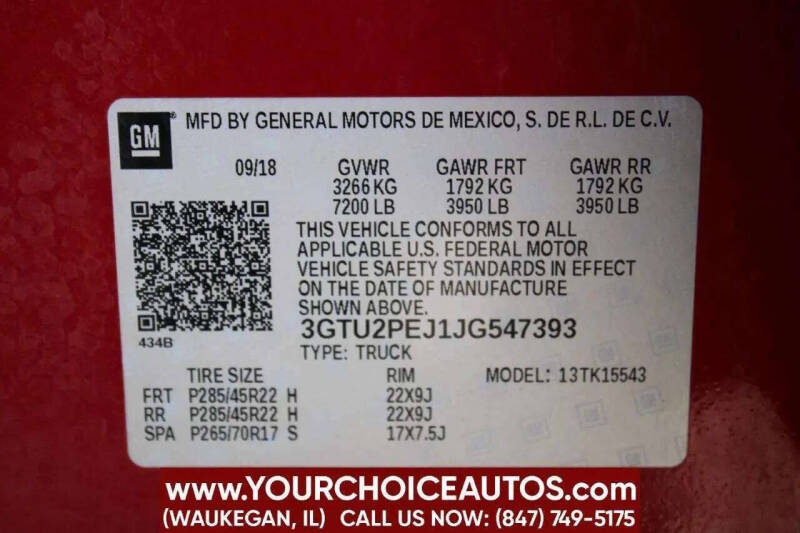 GM
MFD BY GENERAL MOTORS DE MEXICO, S. DE R.L. DE C.V.
09/18 GVWR GAWR FRT GAWR RR
3266 KG 1792 KG 1792 KG
7200 LB 3950 LB 3950 LB
THIS VEHICLE CONFORMS TO ALL
APPLICABLE U.S. FEDERAL MOTOR
VEHICLE SAFETY STANDARDS IN EFFECT
ON THE DATE OF MANUFACTURE
SHOWN ABOVE.
434B
3GTU2PEJ1JG547393
TYPE: TRUCK
TIRE SIZE RIM MODEL: 13TK15543
FRT P285/45R22 H 22X9J
RR P285/45R22 H 22X9J
SPA P265/70R17 S 17X7.5J
www.YOURCHOICEAUTOS.com
(WAUKEGAN, IL) CALL US NOW: (847) 749-5175